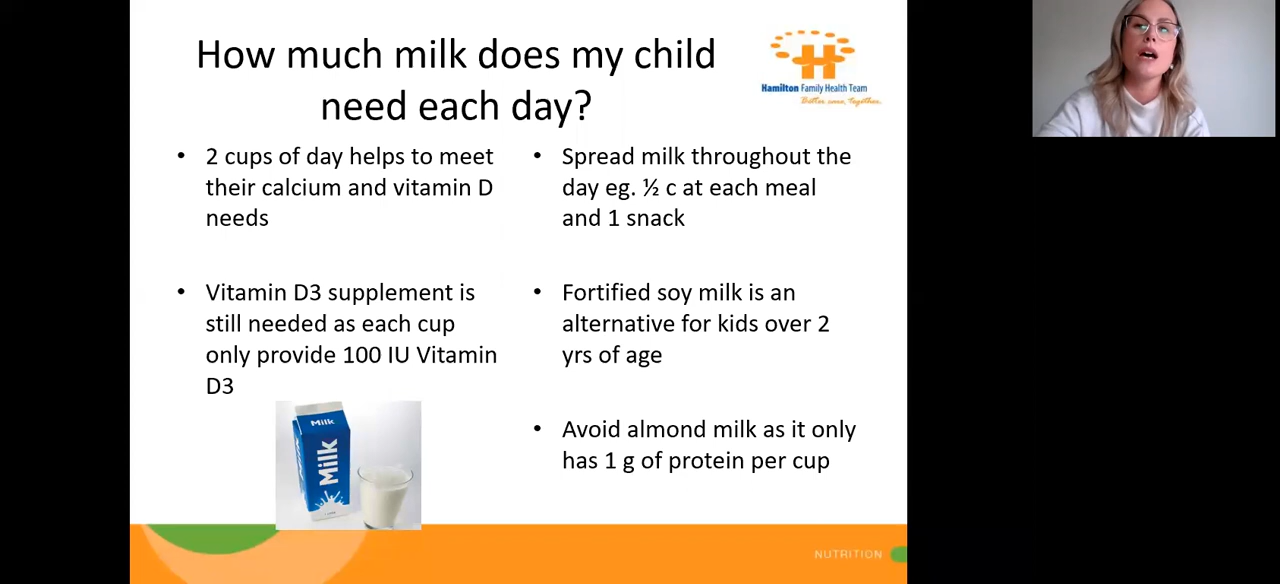 How much milk does my child
need each day?
Hamilton Family Health Team
Better care, together.
• 2 cups of day helps to meet
their calcium and vitamin D
needs
• Vitamin D3 supplement is
still needed as each cup
only provide 100 IU Vitamin
D3
Milk
Milk
• Spread milk throughout the
day eg. ½ c at each meal
and 1 snack
• Fortified soy milk is an
alternative for kids over 2
yrs of age
• Avoid almond milk as it only
has 1 g of protein per cup
NUTRITION